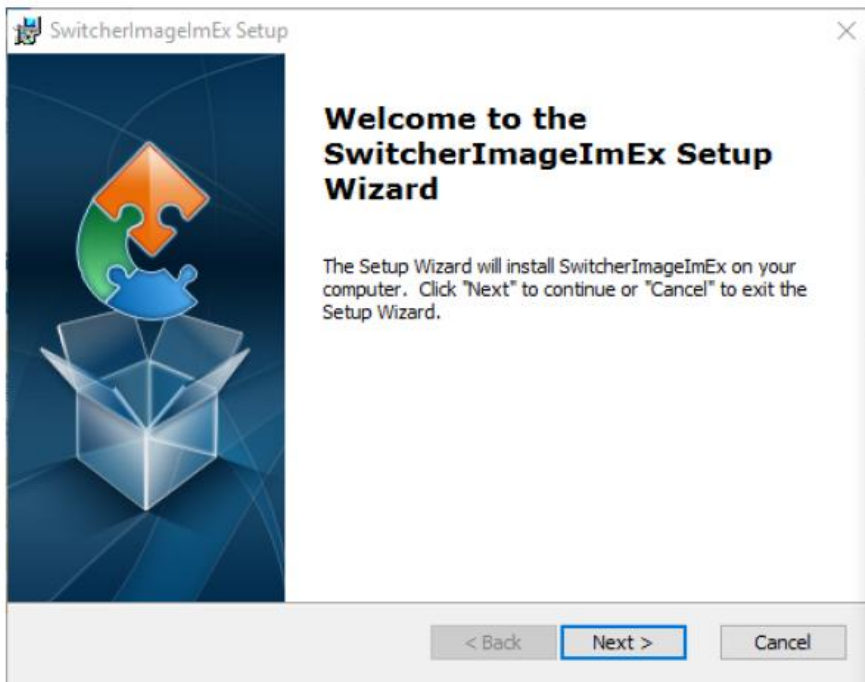 SwitcherImageImEx Setup
Welcome to the
SwitcherImageImEx Setup
Wizard
The Setup Wizard will install SwitcherImageImEx on your
computer. Click "Next" to continue or "Cancel" to exit the
Setup Wizard.
< Back
Next >
Cancel